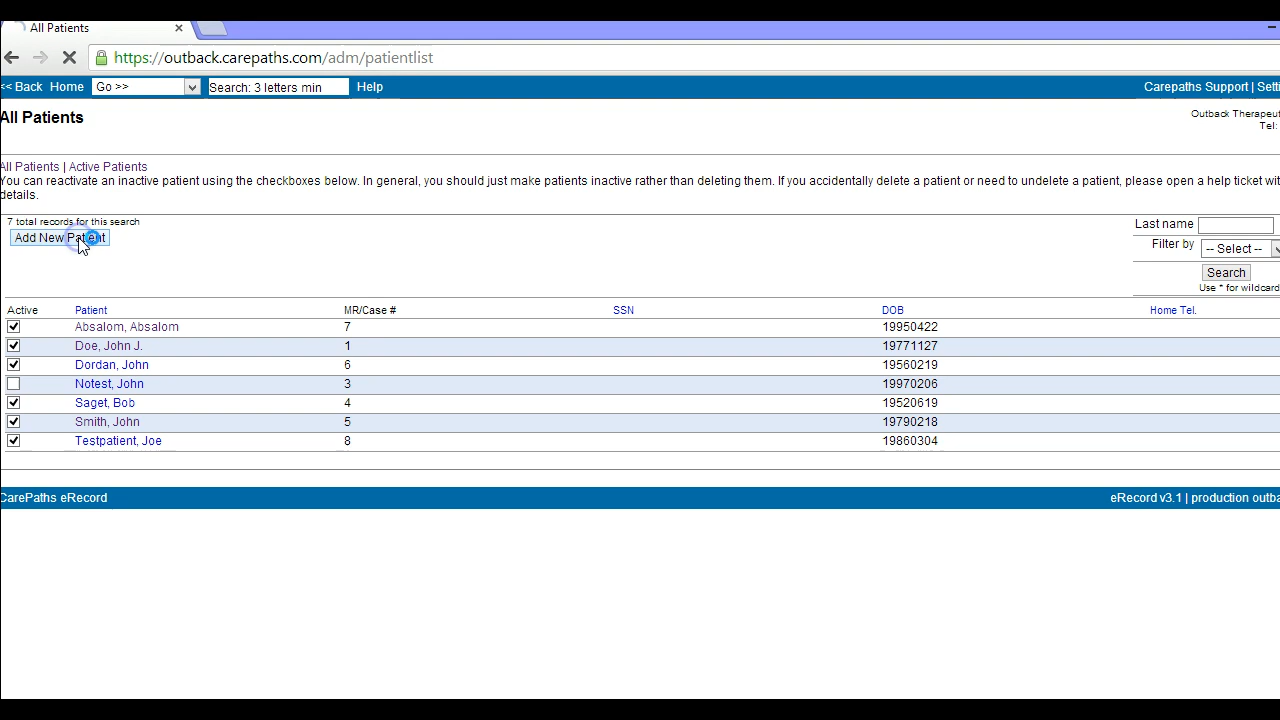 All Patients
https://outback.carepaths.com/adm/patientlist
<< Back Home Go >> Search: 3 letters min Help Carepaths Support | Setti
All Patients
Outback Therapeut
Tel:
All Patients | Active Patients
You can reactivate an inactive patient using the checkboxes below. In general, you should just make patients inactive rather than deleting them. If you accidentally delete a patient or need to undelete a patient, please open a help ticket wit
details.
7 total records for this search
Add New Patient
Last name
Filter by -- Select --
Search
Use * for wildcard
Active Patient MR/Case # SSN DOB Home Tel.
Absalom, Absalom 7 19950422
Doe, John J. 1 19771127
Dordan, John 6 19560219
Notest, John 3 19970206
Saget, Bob 4 19520619
Smith, John 5 19790218
Testpatient, Joe 8 19860304
CarePaths eRecord eRecord v3.1 | production outba